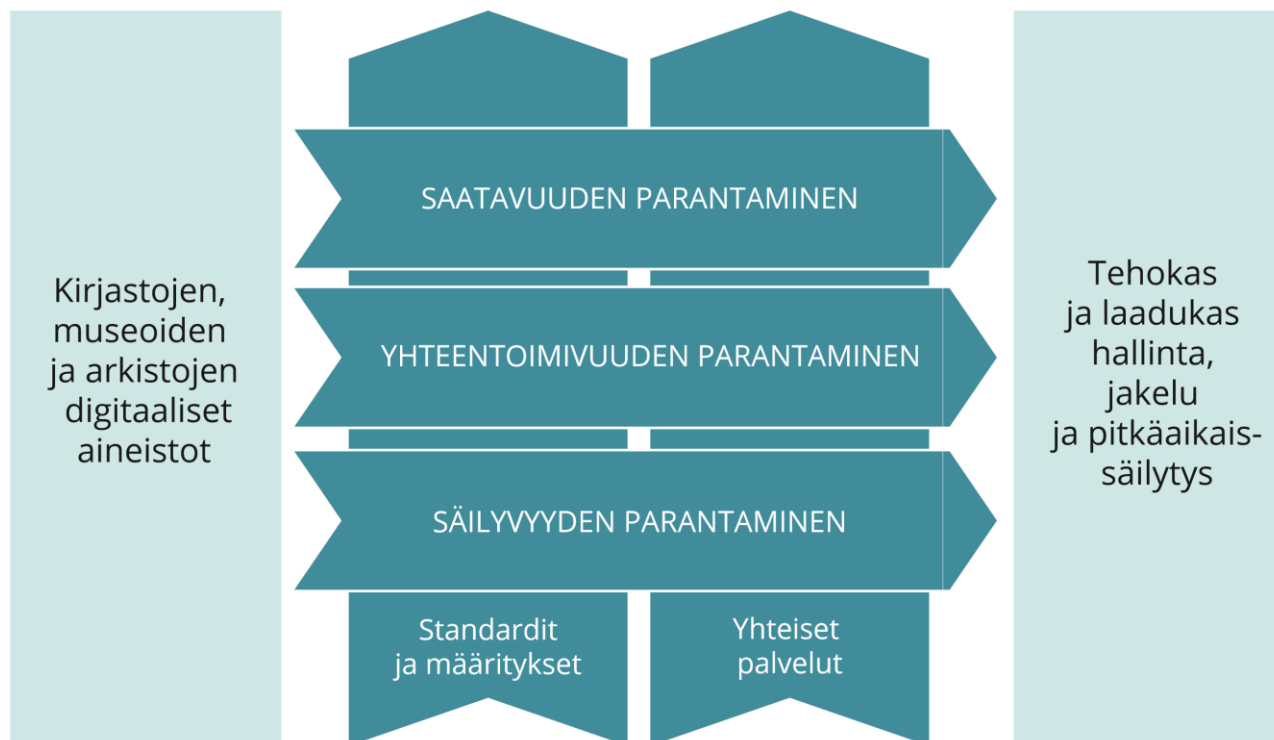 Kirjastojen,
museoiden
ja arkistojen
digitaaliset
aineistot
SAATAVUUDEN PARANTAMINEN
YHTEENTOIMIVUUDEN PARANTAMINEN
SÄILYVYYDEN PARANTAMINEN
Standardit
ja määritykset
Yhteiset
palvelut
Tehokas
ja laadukas
hallinta,
jakelu
ja pitkäaikais-
säilytys